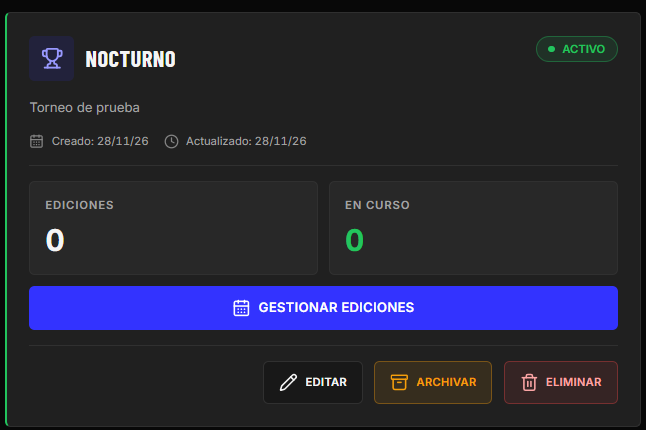 NOCTURNO
ACTIVO
Torneo de prueba
Creado: 28/11/26 Actualizado: 28/11/26
EDICIONES
0
EN CURSO
0
GESTIONAR EDICIONES
EDITAR ARCHIVAR ELIMINAR